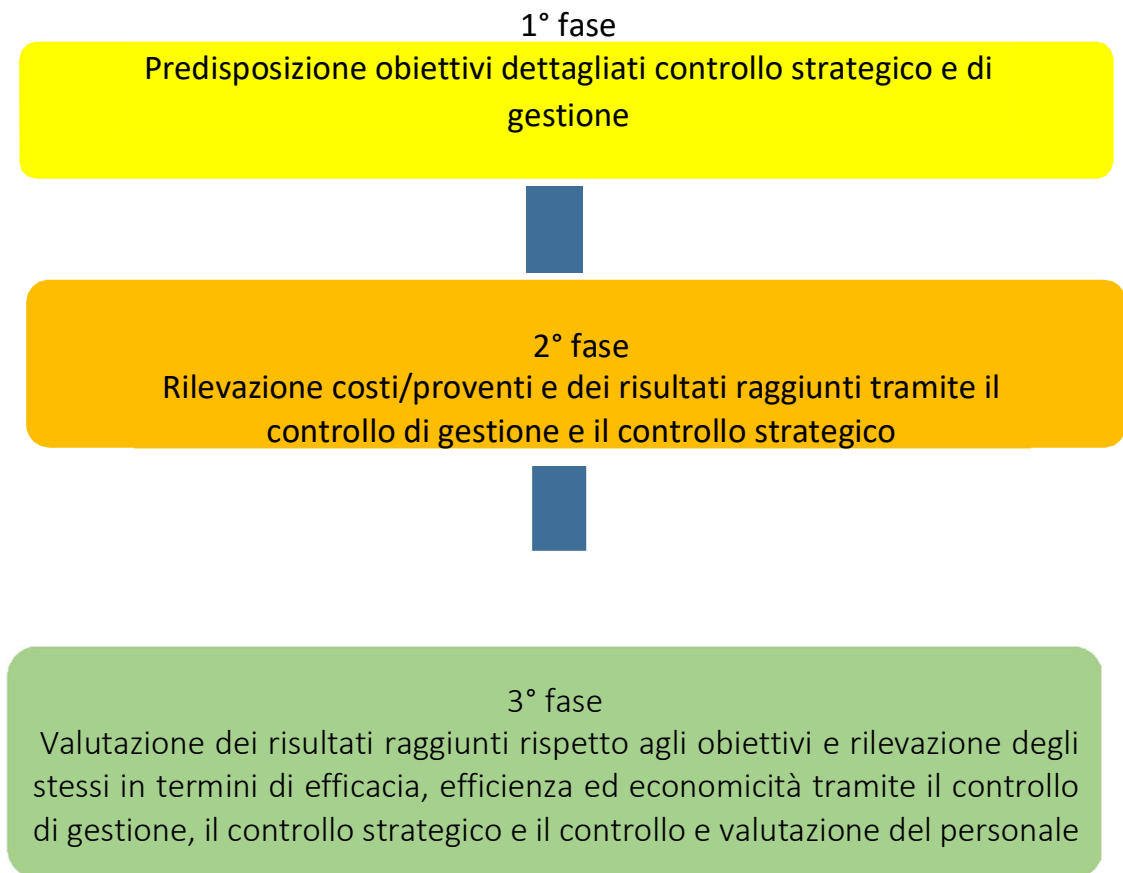 1° fase
Predisposizione obiettivi dettagliati controllo strategico e di
gestione
2° fase
Rilevazione costi/proventi e dei risultati raggiunti tramite il
controllo di gestione e il controllo strategico
3° fase
Valutazione dei risultati raggiunti rispetto agli obiettivi e rilevazione degli
stessi in termini di efficacia, efficienza ed economicità tramite il controllo
di gestione, il controllo strategico e il controllo e valutazione del personale